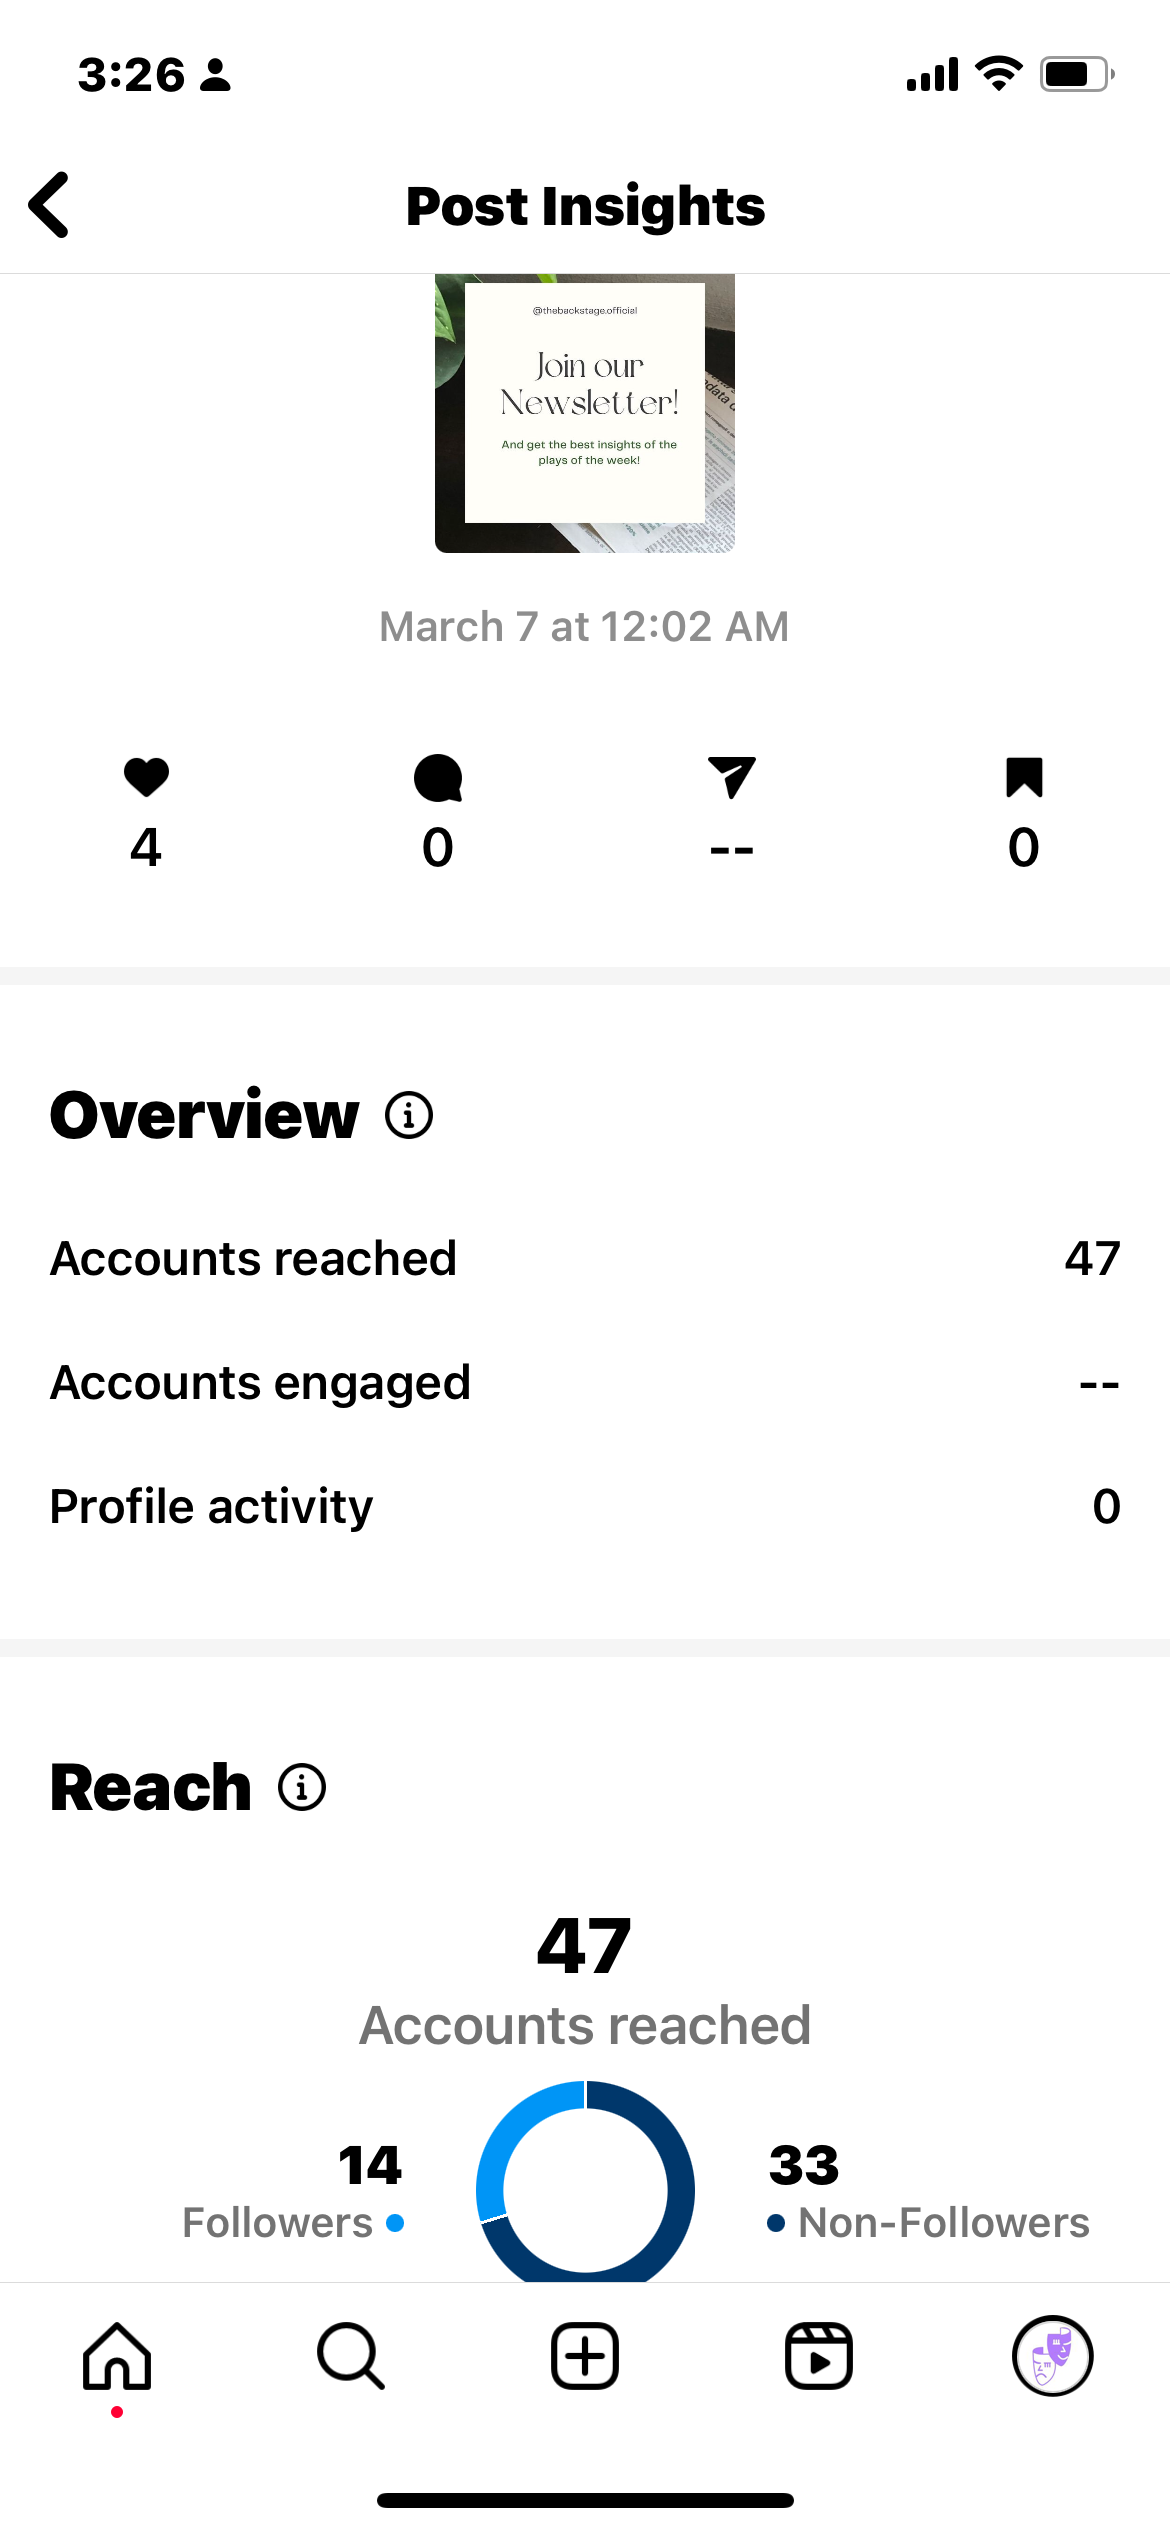 3:26
Post Insights
@thebackstage.official
Join our
Newsletter!
And get the best insights of the
plays of the week!
March 7 at 12:02 AM
4
0
--
0
Overview
Accounts reached 47
Accounts engaged --
Profile activity 0
Reach
47
Accounts reached
14
Followers
33
Non-Followers